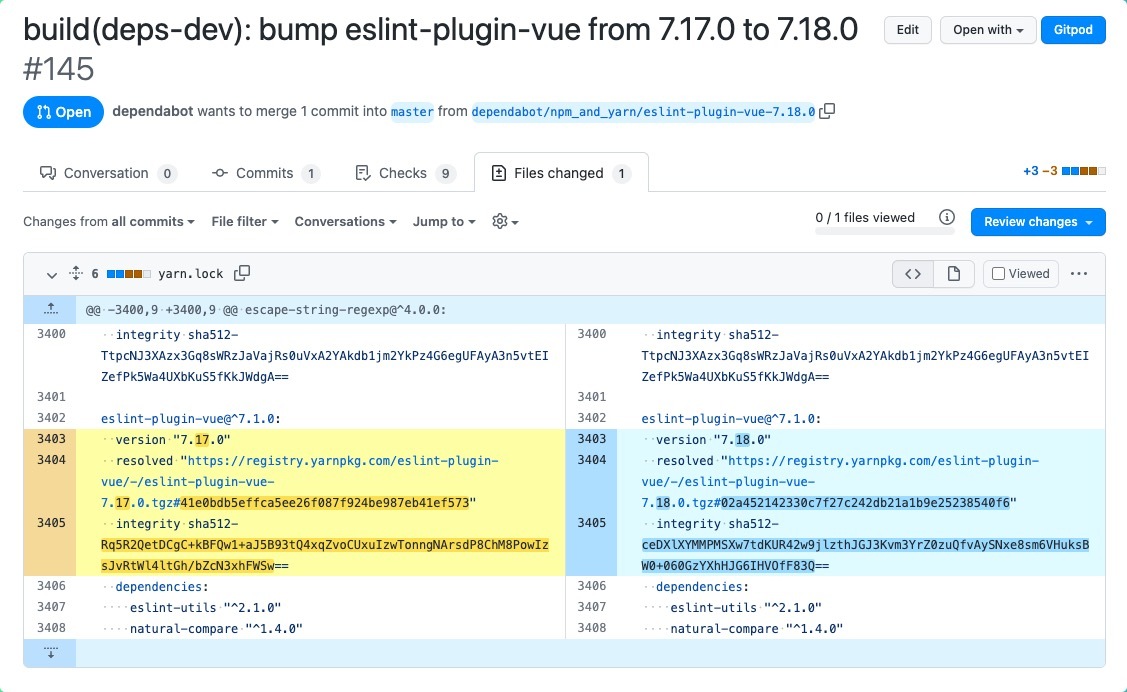 build(deps-dev): bump eslint-plugin-vue from 7.17.0 to 7.18.0
#145
Edit
Open with
Gitpod
Open
dependabot wants to merge 1 commit into master from dependabot/npm_and_yarn/eslint-plugin-vue-7.18.0
Conversation 0
Commits 1
Checks 9
Files changed 1
+3 −3
Changes from all commits
File filter
Conversations
Jump to
0 / 1 files viewed
Review changes
6 yarn.lock
<>
Viewed
@@ -3400,9 +3400,9 @@ escape-string-regexp@^4.0.0:
3400 integrity sha512-
TtpcNJ3XAzx3Gq8sWRzJaVajRs0uVxA2YAkdb1jm2YkPz4G6egUFAyA3n5vtEI
ZefPk5Wa4UXbKuS5fKkJWdgA==
3401
3402 eslint-plugin-vue@^7.1.0:
3403 version "7.17.0"
3404 resolved "https://registry.yarnpkg.com/eslint-plugin-
vue/-/eslint-plugin-vue-
7.17.0.tgz#41e0bdb5effca5ee26f087f924be987eb41ef573"
3405 integrity sha512-
Rq5R2QetDCgC+kBFQw1+aJ5B93tQ4xqZvoCUxuIzwTonngNArsdP8ChM8PowIz
sJvRtWl4ltGh/bZcN3xhFWSw==
3406 dependencies:
3407 eslint-utils "^2.1.0"
3408 natural-compare "^1.4.0"
3400 integrity sha512-
TtpcNJ3XAzx3Gq8sWRzJaVajRs0uVxA2YAkdb1jm2YkPz4G6egUFAyA3n5vtEI
ZefPk5Wa4UXbKuS5fKkJWdgA==
3401
3402 eslint-plugin-vue@^7.1.0:
3403 version "7.18.0"
3404 resolved "https://registry.yarnpkg.com/eslint-plugin-
vue/-/eslint-plugin-vue-
7.18.0.tgz#02a452142330c7f27c242db21a1b9e25238540f6"
3405 integrity sha512-
ceDXlXYMMPMSXw7tdKUR42w9jlzthJGJ3Kvm3YrZ0zuQfvAySNxe8sm6VHuksB
W0+060GzYXhHJG6IHVOfF83Q==
3406 dependencies:
3407 eslint-utils "^2.1.0"
3408 natural-compare "^1.4.0"